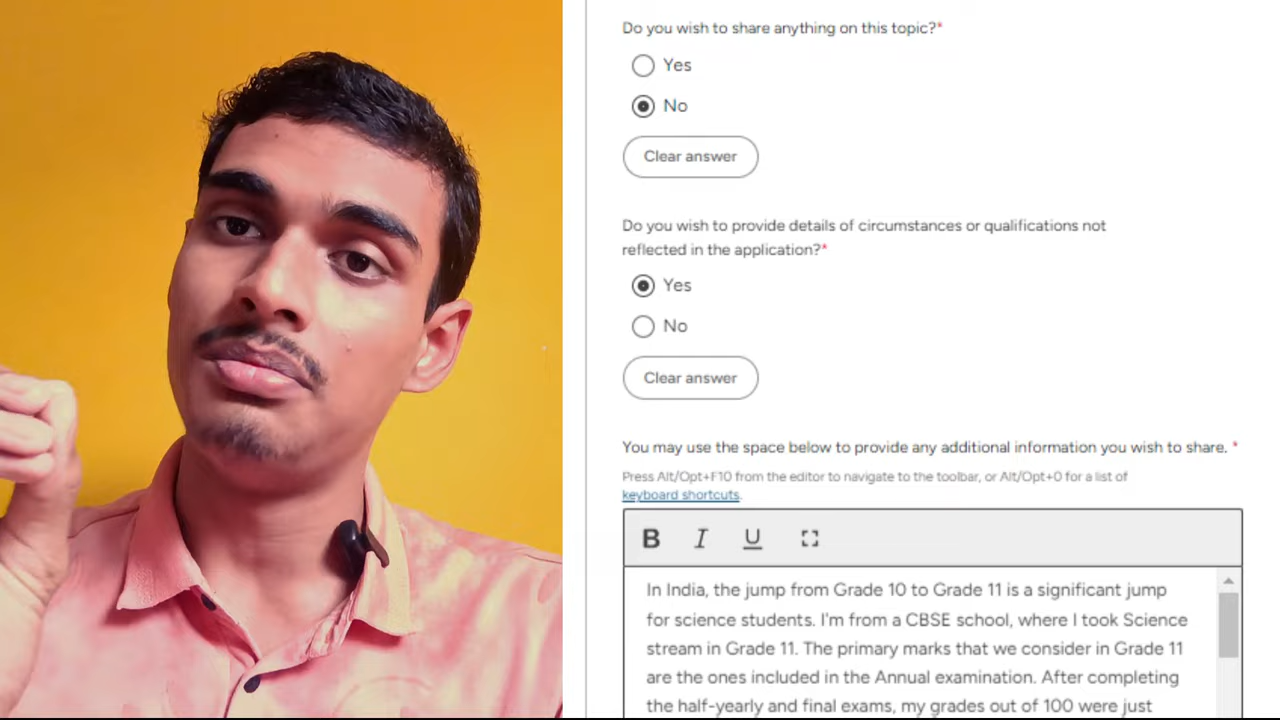 Do you wish to share anything on this topic?*
Yes
No
Clear answer
Do you wish to provide details of circumstances or qualifications not
reflected in the application?*
Yes
No
Clear answer
You may use the space below to provide any additional information you wish to share. *
Press Alt/Opt+F10 from the editor to navigate to the toolbar, or Alt/Opt+0 for a list of
keyboard shortcuts.
B I U
In India, the jump from Grade 10 to Grade 11 is a significant jump
for science students. I'm from a CBSE school, where I took Science
stream in Grade 11. The primary marks that we consider in Grade 11
are the ones included in the Annual examination. After completing
the half-yearly and final exams, my grades out of 100 were just